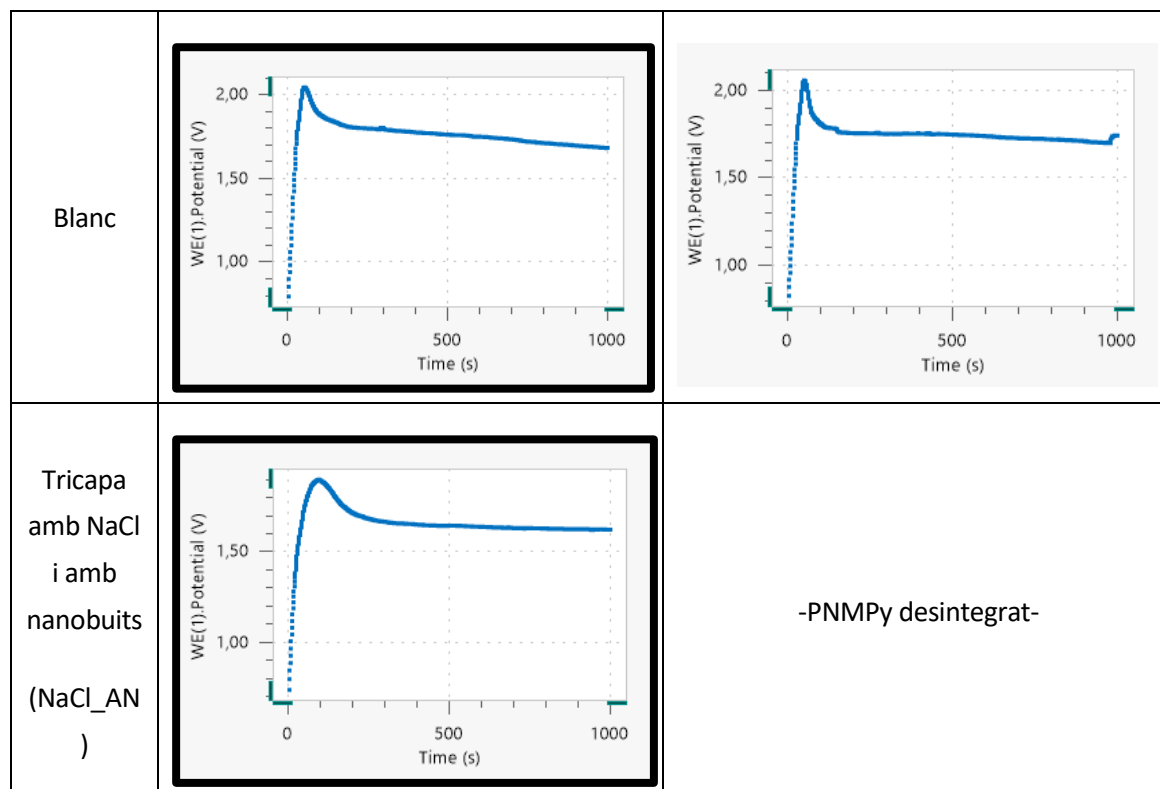 Blanc
2,00
1,50
1,00
WE(1).Potential (V)
0 500 1000
Time (s)
2,00
1,50
1,00
WE(1).Potential (V)
0 500 1000
Time (s)
Tricapa
amb NaCl
i amb
nanobuits
(NaCl_AN
)
1,50
1,00
WE(1).Potential (V)
0 500 1000
Time (s)
-PNMPy desintegrat-